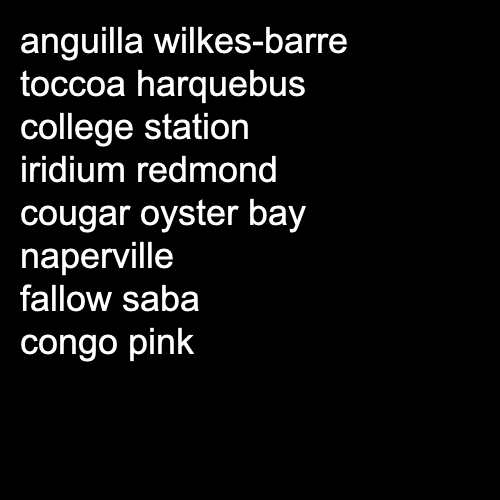 anguilla wilkes-barre
toccoa harquebus
college station
iridium redmond
cougar oyster bay
naperville
fallow saba
congo pink